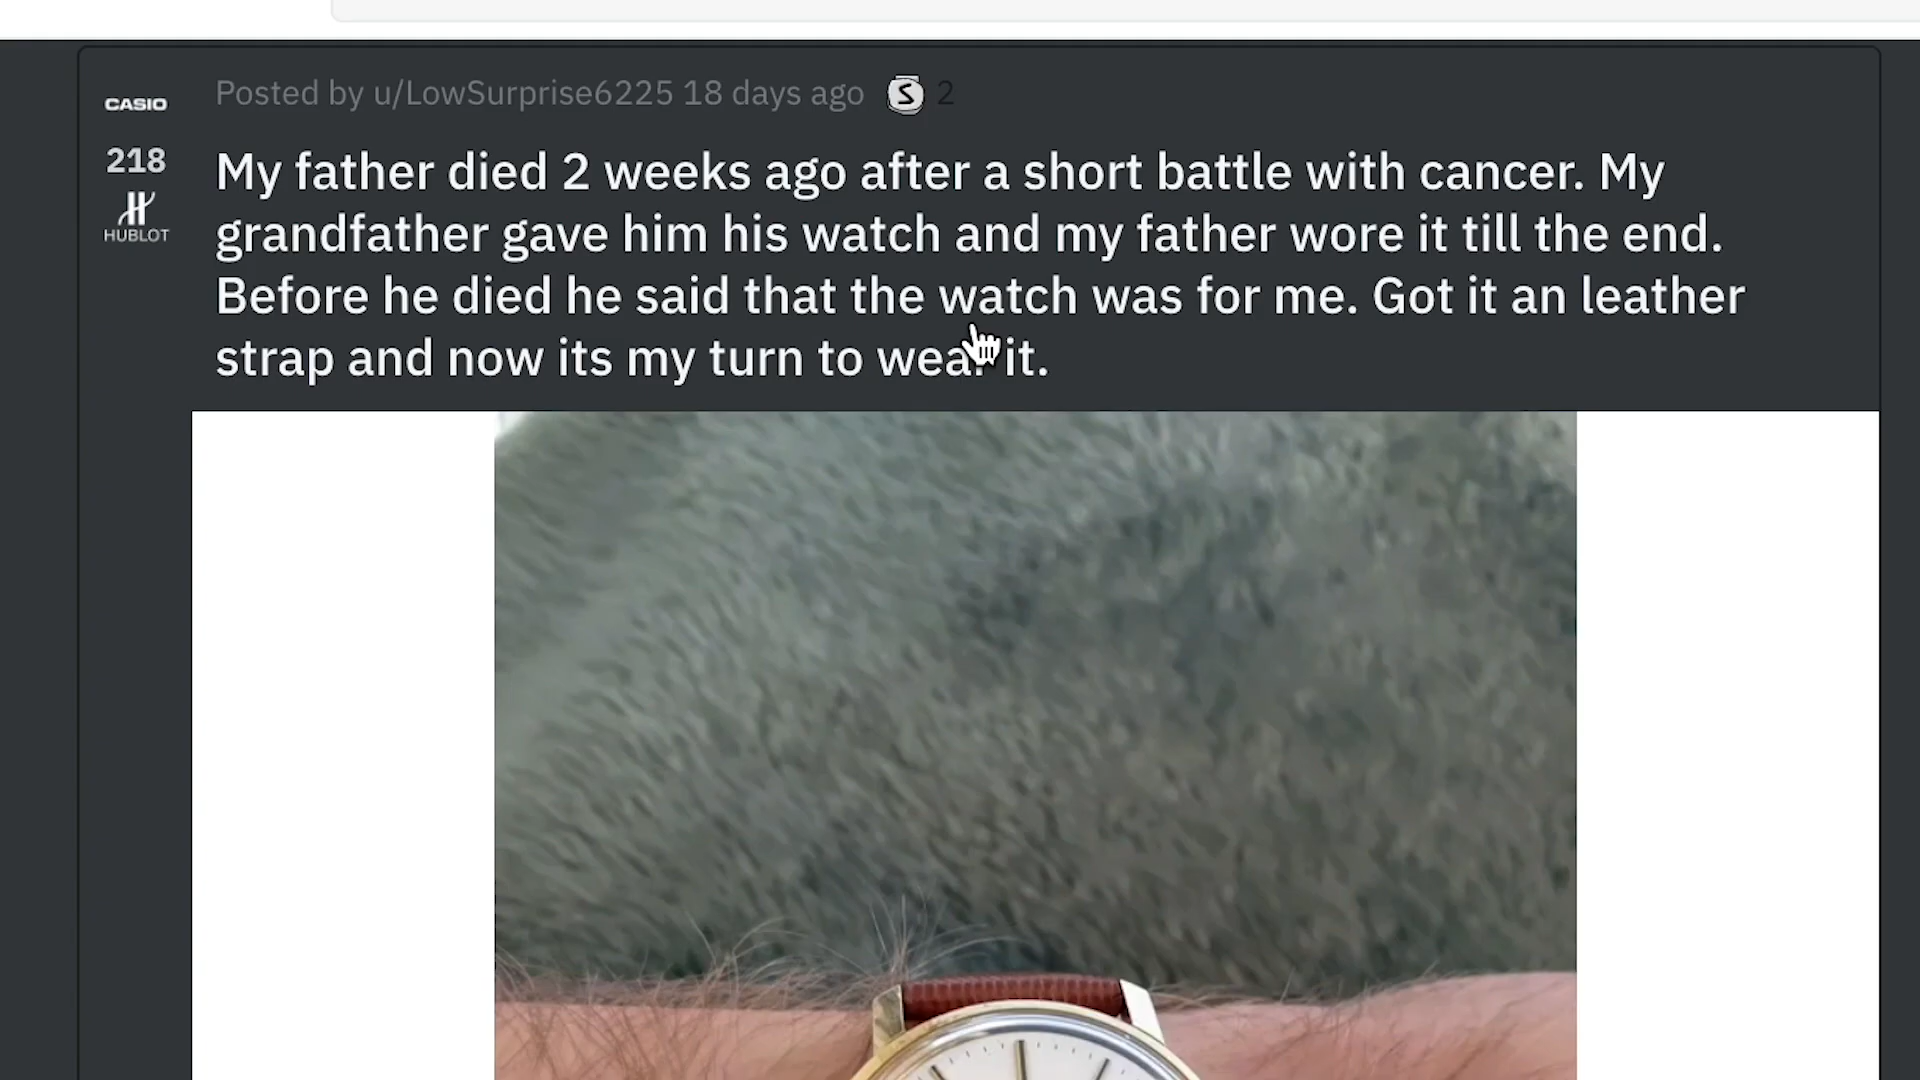 CASIO
Posted by u/LowSurprise6225 18 days ago S 2
218
HUBLOT
My father died 2 weeks ago after a short battle with cancer. My
grandfather gave him his watch and my father wore it till the end.
Before he died he said that the watch was for me. Got it an leather
strap and now its my turn to wear it.